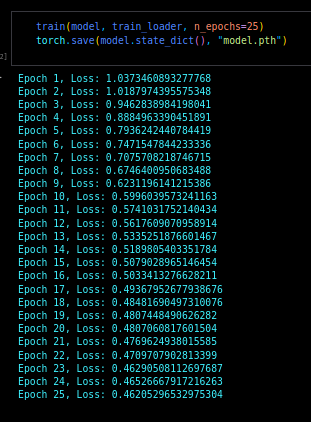 train(model, train_loader, n_epochs=25)
torch.save(model.state_dict(), "model.pth")
2]
Epoch 1, Loss: 1.0373460893277768
Epoch 2, Loss: 1.0187974395575348
Epoch 3, Loss: 0.9462838984198041
Epoch 4, Loss: 0.8884963390451891
Epoch 5, Loss: 0.7936242440784419
Epoch 6, Loss: 0.7471547844233336
Epoch 7, Loss: 0.7075708218746715
Epoch 8, Loss: 0.6746400950683488
Epoch 9, Loss: 0.6231196141215386
Epoch 10, Loss: 0.5996039573241163
Epoch 11, Loss: 0.5741031752140434
Epoch 12, Loss: 0.5617609070958914
Epoch 13, Loss: 0.5335251876601467
Epoch 14, Loss: 0.5189805403351784
Epoch 15, Loss: 0.5079028965146454
Epoch 16, Loss: 0.5033413276628211
Epoch 17, Loss: 0.49367952677938676
Epoch 18, Loss: 0.48481690497310076
Epoch 19, Loss: 0.4807448490626282
Epoch 20, Loss: 0.4807060817601504
Epoch 21, Loss: 0.4769624938015585
Epoch 22, Loss: 0.4709707902813399
Epoch 23, Loss: 0.46290508112697687
Epoch 24, Loss: 0.46526667917216263
Epoch 25, Loss: 0.46205296532975304